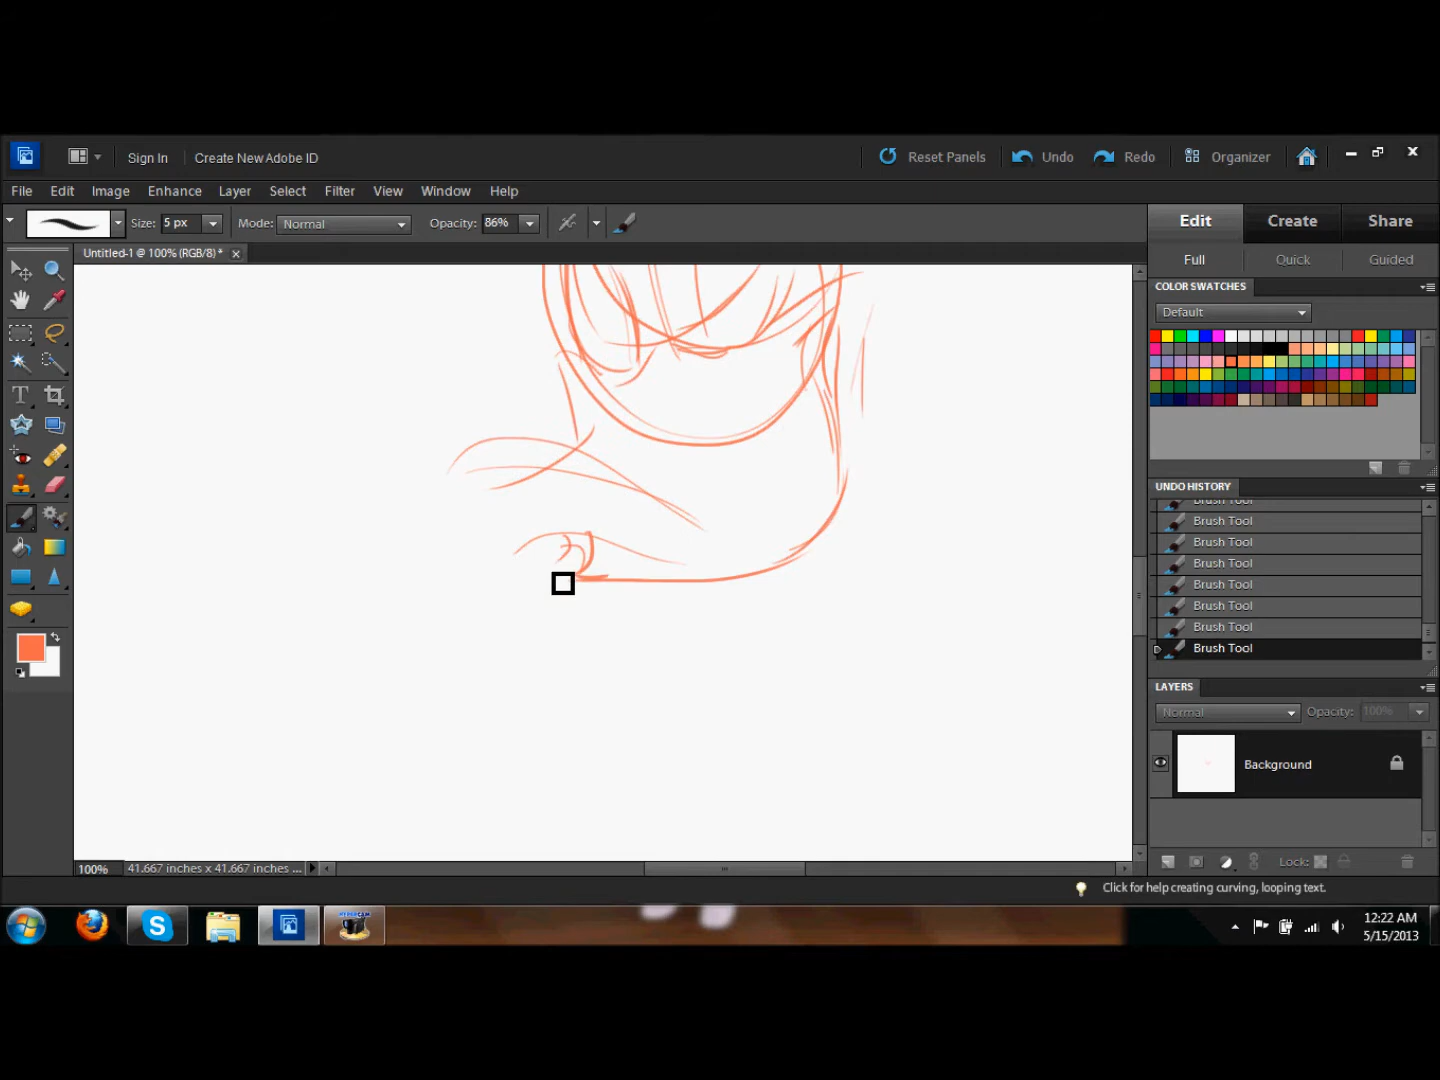 Sign In
Create New Adobe ID
Reset Panels
Undo
Redo
Organizer
File Edit Image Enhance Layer Select Filter View Window Help
Size: 5 px Mode: Normal Opacity: 86%
Edit Create Share
Untitled-1 @ 100% (RGB/8) *
Full Quick Guided
COLOR SWATCHES
Default
UNDO HISTORY
Brush Tool
Brush Tool
Brush Tool
Brush Tool
Brush Tool
Brush Tool
Brush Tool
Brush Tool
LAYERS
Normal Opacity: 100%
Background
100% 41.667 inches x 41.667 inches ...
Lock:
Click for help creating curving, looping text.
HYPERCAM
12:22 AM
5/15/2013